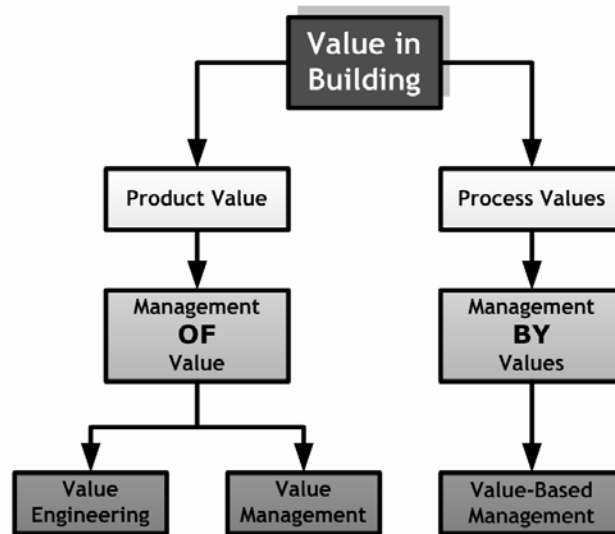 Value in
Building
Product Value
Process Values
Management
OF
Value
Management
BY
Values
Value
Engineering
Value
Management
Value-Based
Management